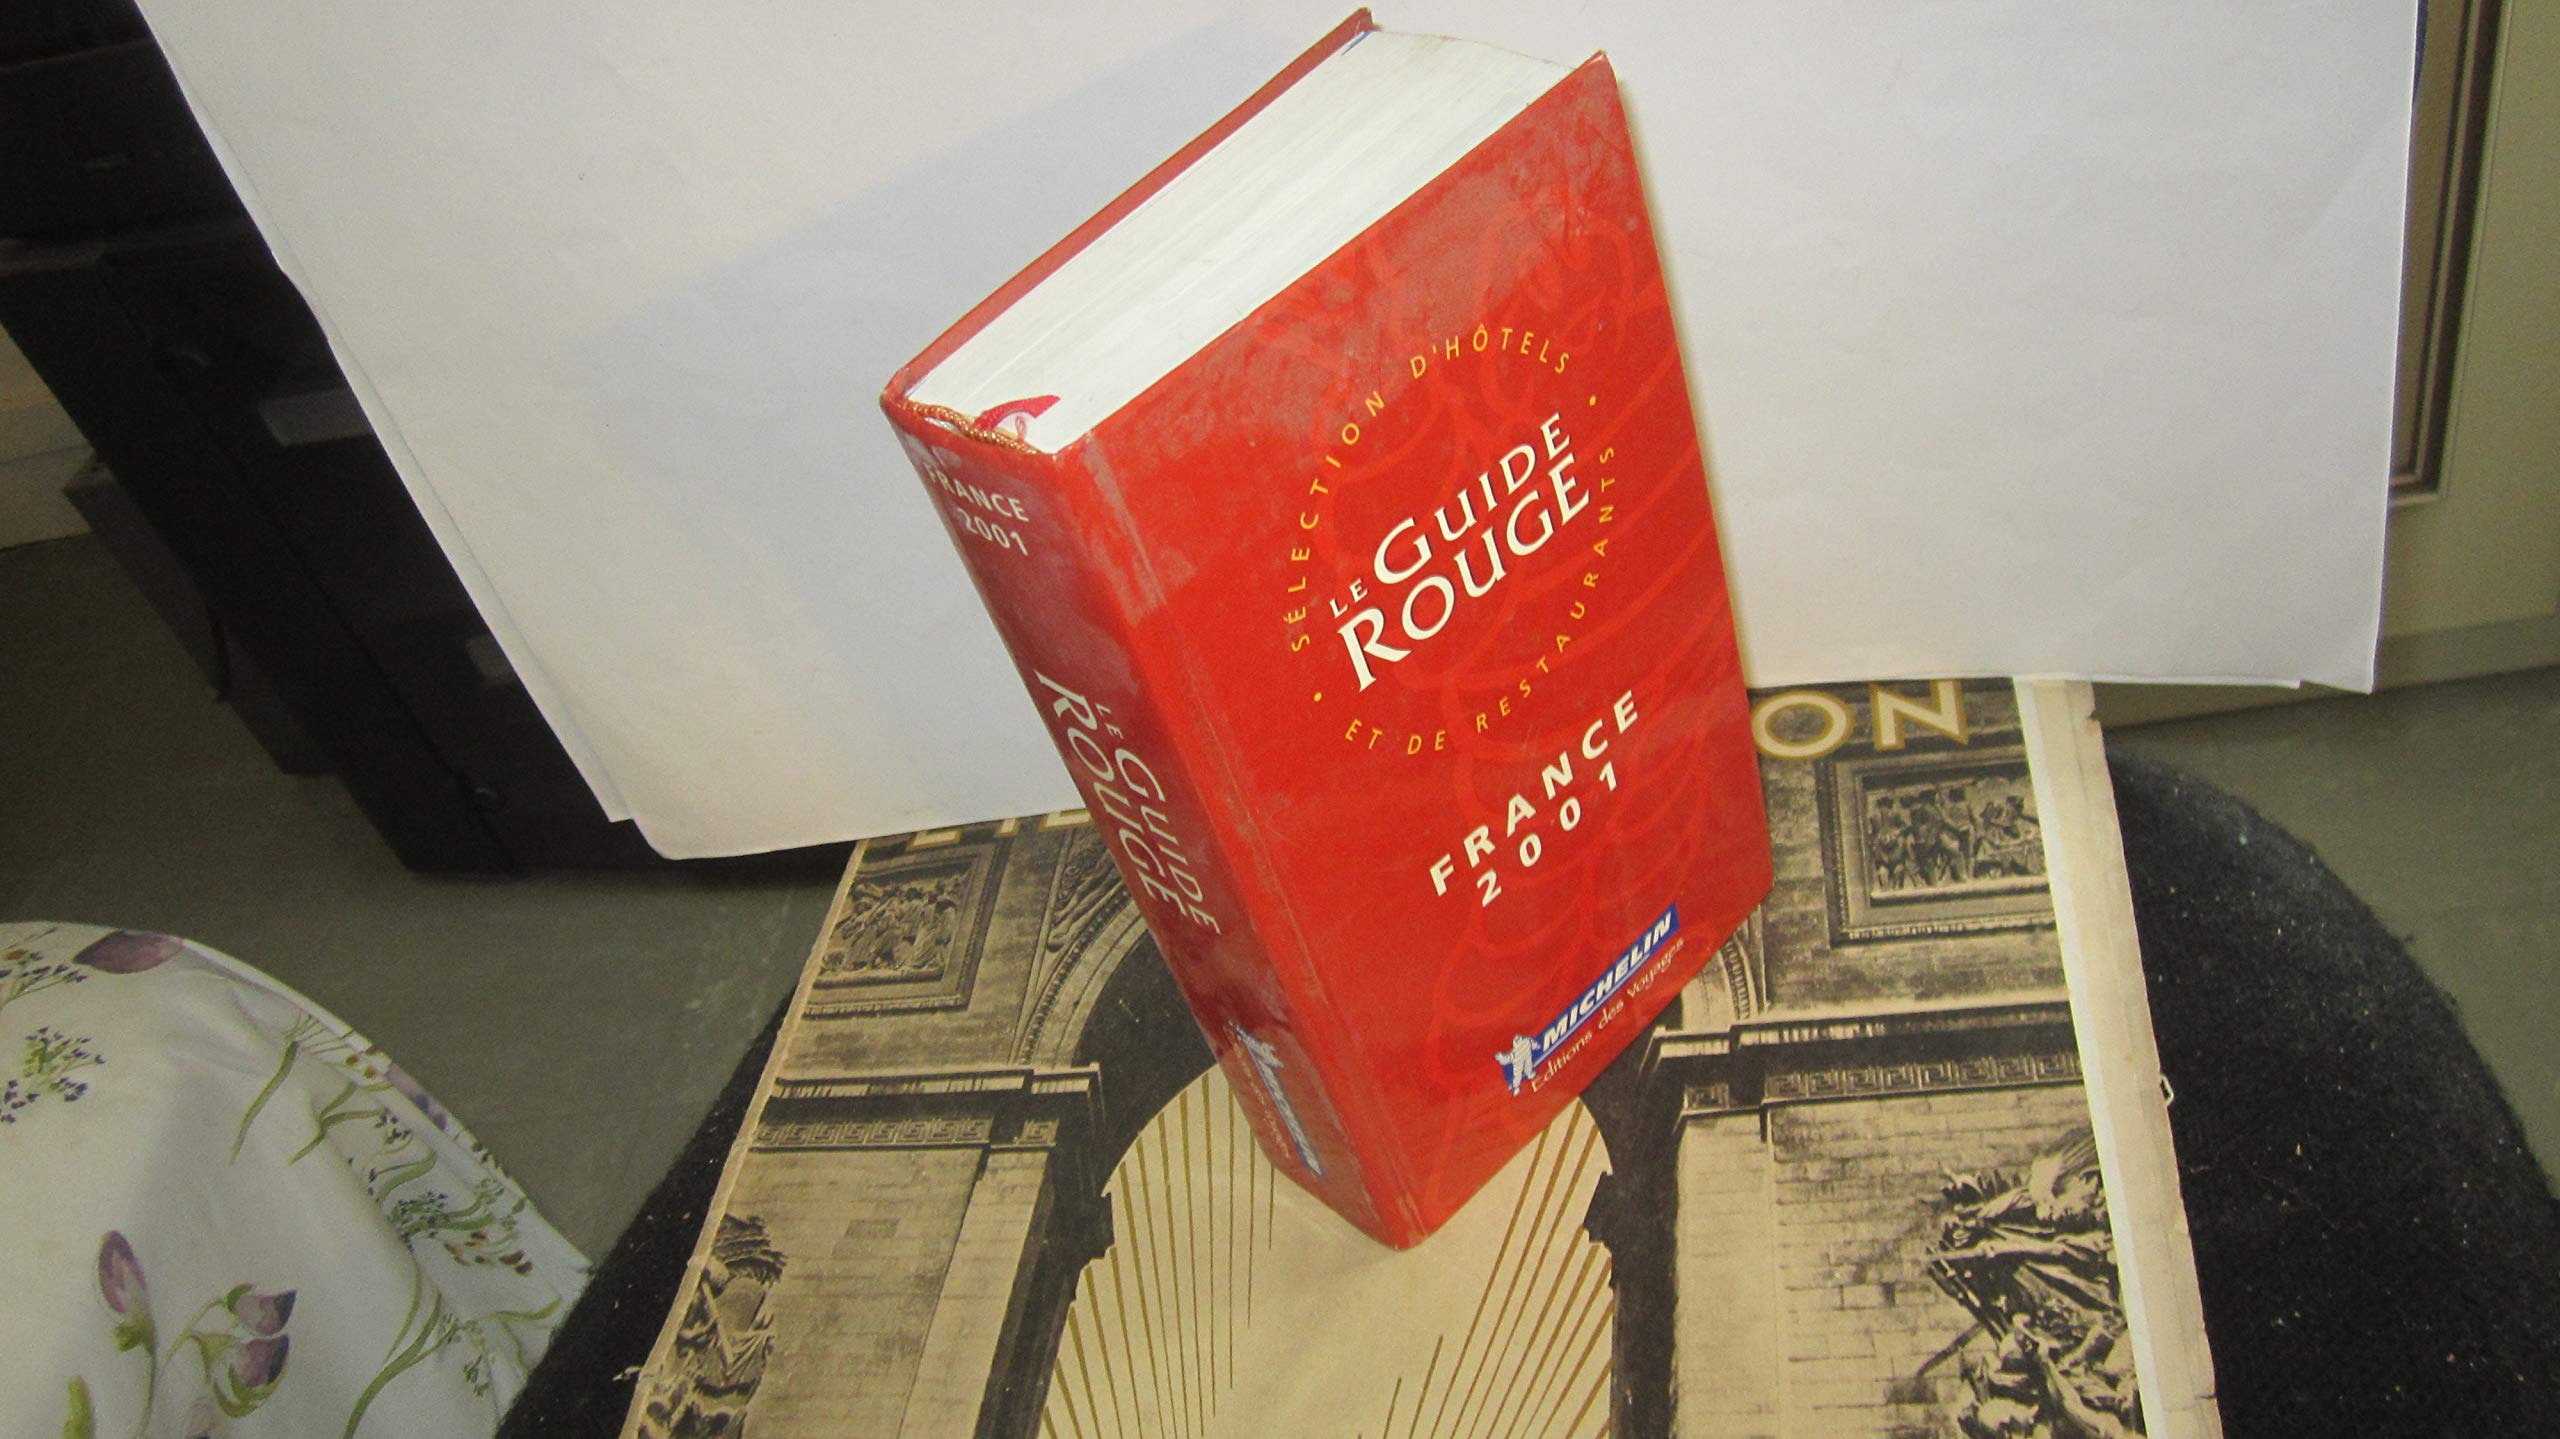 SÉLECTION D'HÔTELS
LE GUIDE
ROUGE
ET DE RESTAURANTS
FRANCE
2001
MICHELIN
Editions des Voyages
FRANCE
2001
LE GUIDE
ROUGE
MICHELIN
ON